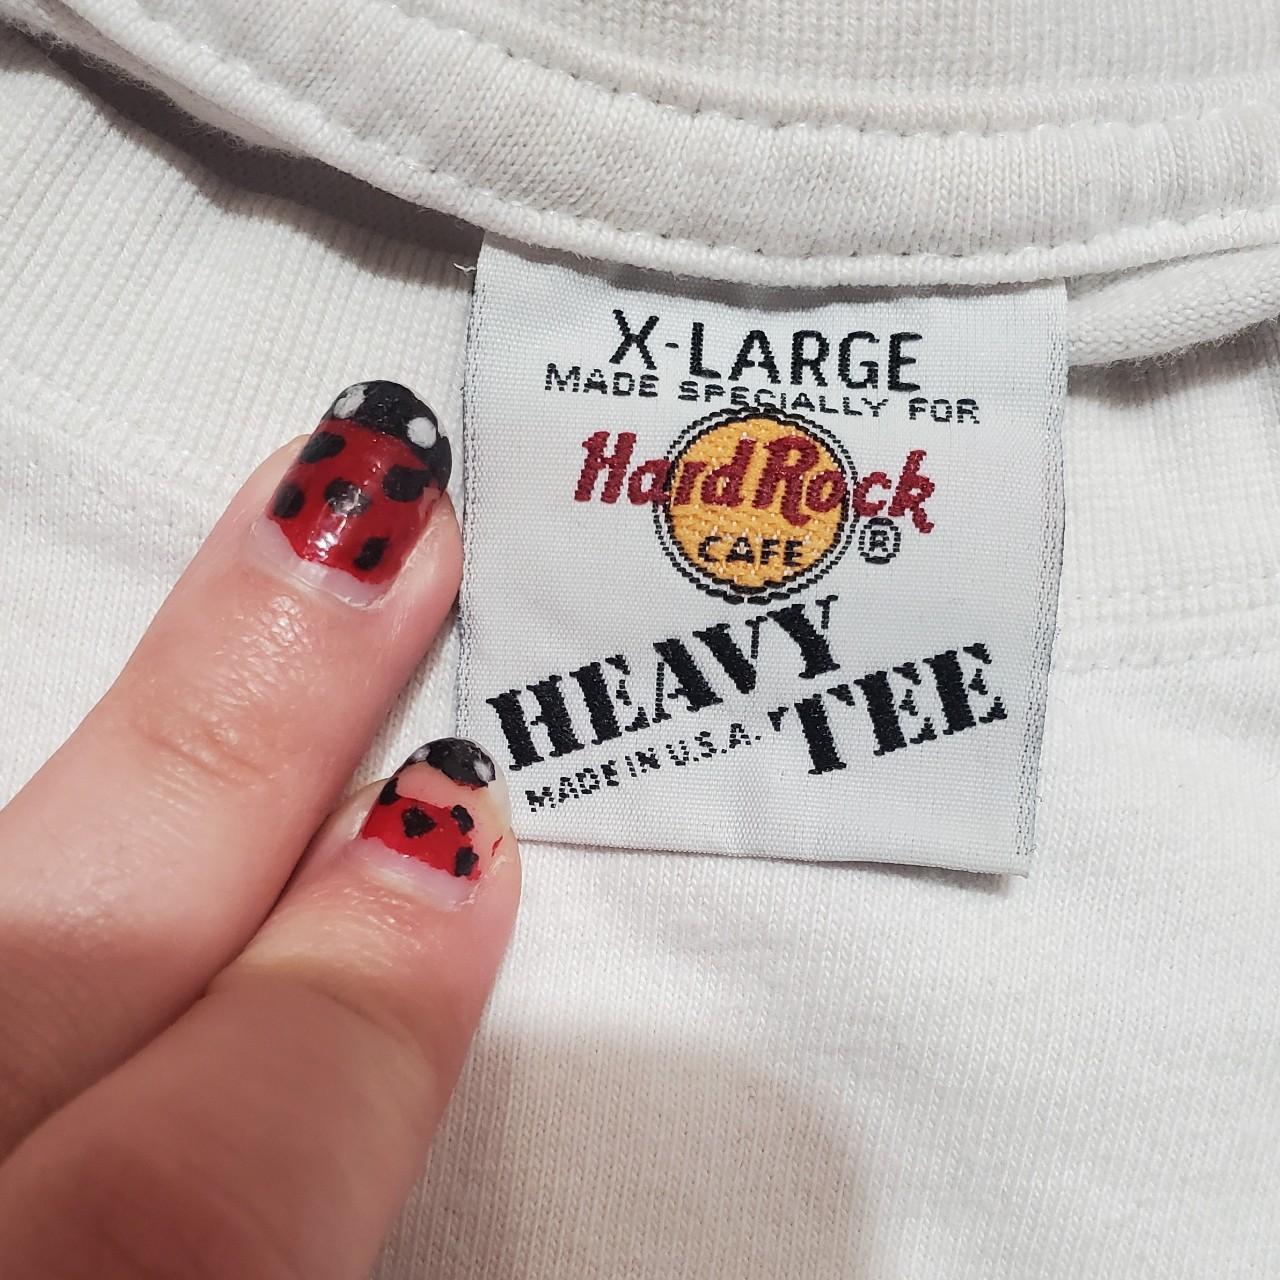 X-LARGE
MADE SPECIALLY FOR
Hard Rock
CAFE ®
HEAVY
TEE
MADE IN U.S.A.